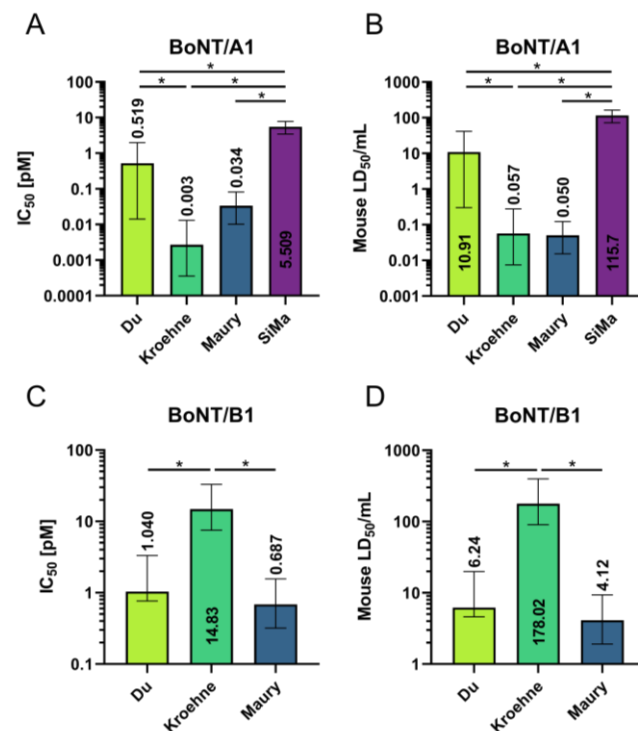 A
BoNT/A1
IC50 [pM]
10
1
0.1
0.01
0.001
0.0001
0.519
0.003
0.034
5.509
* * * *
Du
Kroehne
Maury
SiMa
B
BoNT/A1
Mouse LD50/mL
1000
100
10
1
0.1
0.01
0.001
10.91
0.057
0.050
115.7
* * * *
Du
Kroehne
Maury
SiMa
C
BoNT/B1
IC50 [pM]
100
10
1
0.1
1.040
14.83
0.687
* *
Du
Kroehne
Maury
D
BoNT/B1
Mouse LD50/mL
1000
100
10
1
6.24
178.02
4.12
* *
Du
Kroehne
Maury